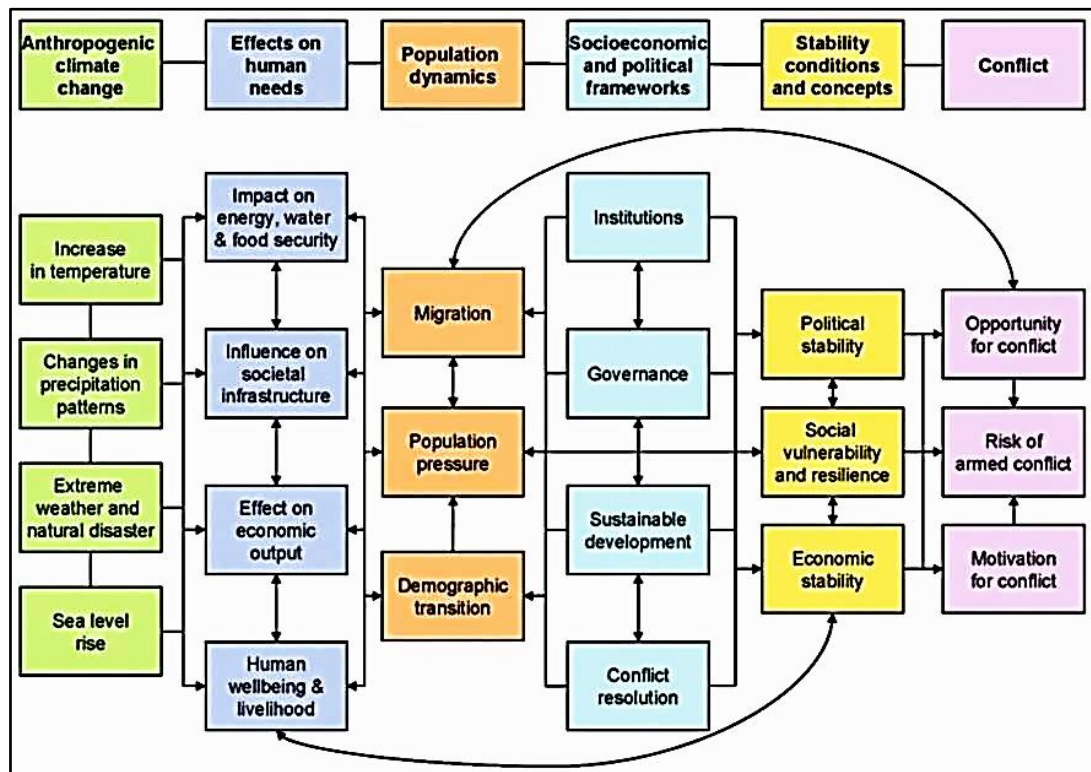 Anthropogenic
climate
change
Effects on
human
needs
Population
dynamics
Socioeconomic
and political
frameworks
Stability
conditions
and concepts
Conflict
Increase
in temperature
Changes in
precipitation
patterns
Extreme
weather and
natural disaster
Sea level
rise
Impact on
energy, water
& food security
Influence on
societal
infrastructure
Effect on
economic
output
Human
wellbeing &
livelihood
Migration
Population
pressure
Demographic
transition
Institutions
Governance
Sustainable
development
Conflict
resolution
Political
stability
Social
vulnerability
and resilience
Economic
stability
Opportunity
for conflict
Risk of
armed conflict
Motivation
for conflict